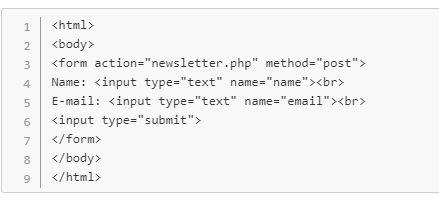 1 <html>
2 <body>
3 <form action="newsletter.php" method="post">
4 Name: <input type="text" name="name"><br>
5 E-mail: <input type="text" name="email"><br>
6 <input type="submit">
7 </form>
8 </body>
9 </html>